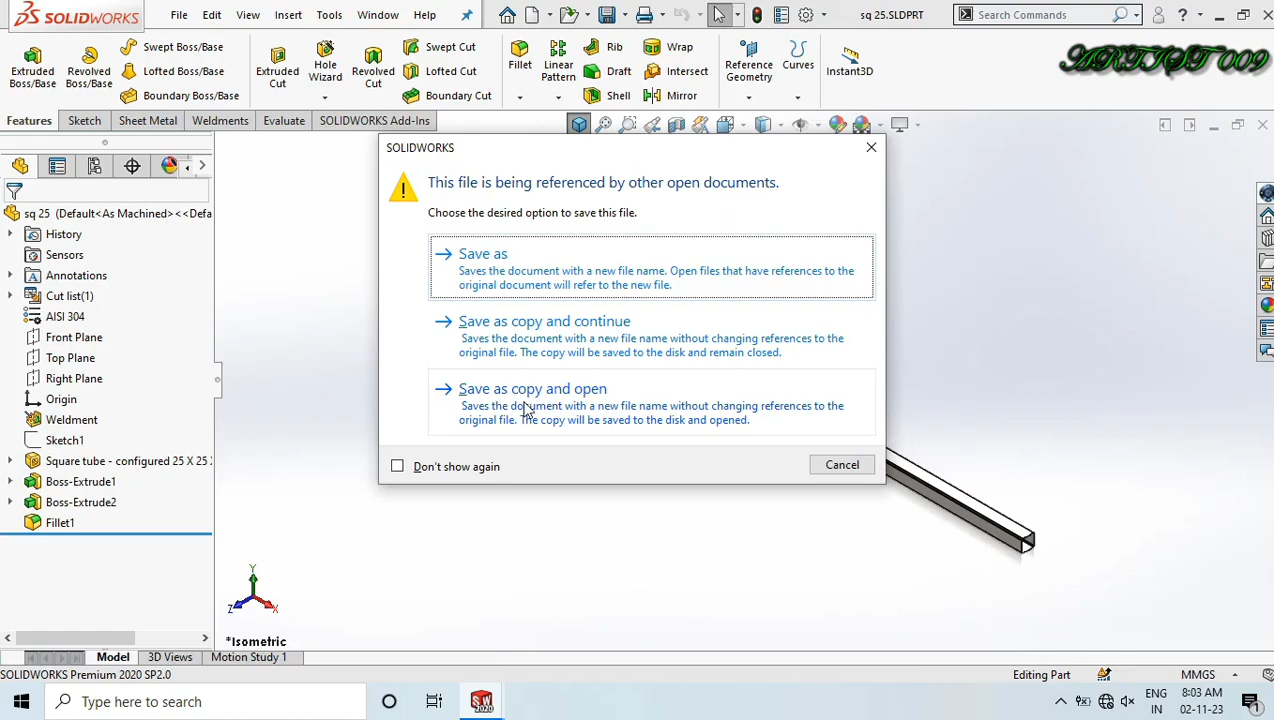 SOLIDWORKS File Edit View Insert Tools Window Help sq 25.SLDPRT Search Commands ?
ARTIST 009
Extruded Boss/Base
Revolved Boss/Base
Swept Boss/Base
Lofted Boss/Base
Boundary Boss/Base
Extruded Cut
Hole Wizard
Revolved Cut
Swept Cut
Lofted Cut
Boundary Cut
Fillet
Linear Pattern
Rib
Draft
Shell
Wrap
Intersect
Mirror
Reference Geometry
Curves
Instant3D
Features Sketch Sheet Metal Weldments Evaluate SOLIDWORKS Add-Ins
sq 25 (Default<As Machined><<Defa
History
Sensors
Annotations
Cut list(1)
AISI 304
Front Plane
Top Plane
Right Plane
Origin
Weldment
Sketch1
Square tube - configured 25 X 25
Boss-Extrude1
Boss-Extrude2
Fillet1
SOLIDWORKS
This file is being referenced by other open documents.
Choose the desired option to save this file.
Save as
Saves the document with a new file name. Open files that have references to the
original document will refer to the new file.
Save as copy and continue
Saves the document with a new file name without changing references to the
original file. The copy will be saved to the disk and remain closed.
Save as copy and open
Saves the document with a new file name without changing references to the
original file. The copy will be saved to the disk and opened.
Don't show again
Cancel
Y
Z
X
*Isometric
Model 3D Views Motion Study 1
SOLIDWORKS Premium 2020 SP2.0 Editing Part MMGS
Type here to search
SW
2020
ENG
IN
8:03 AM
02-11-23
1